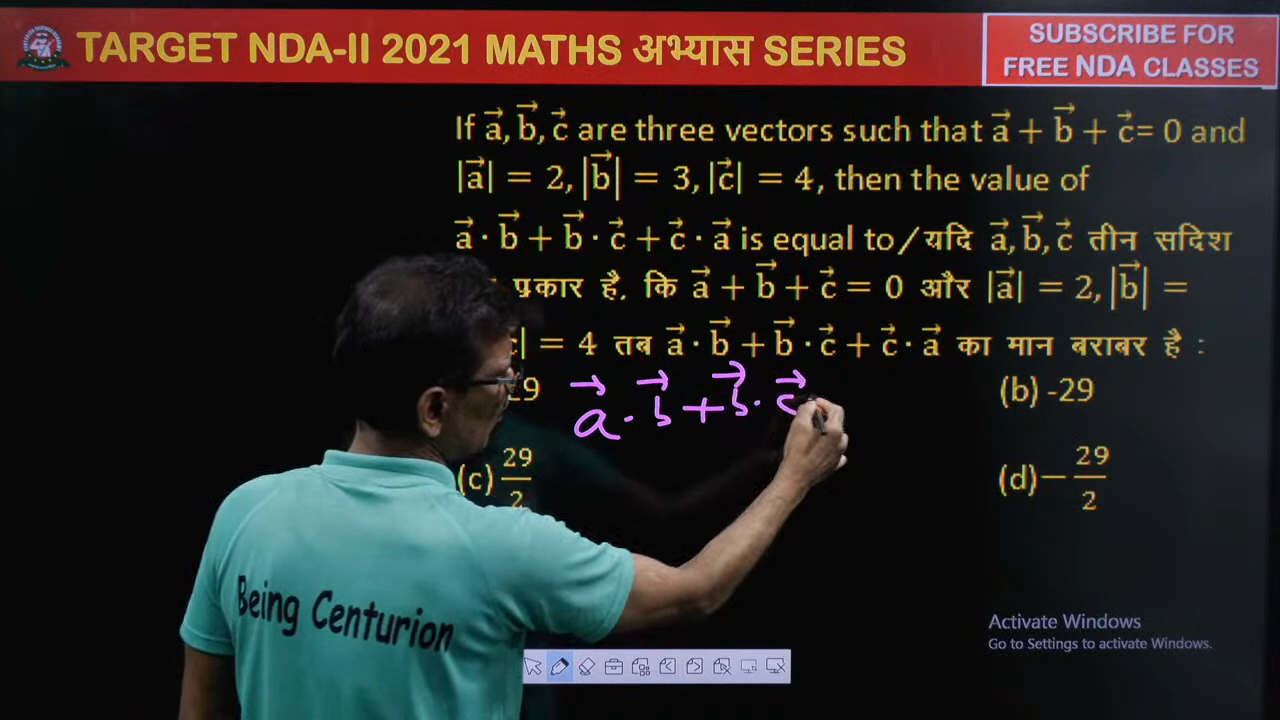 TARGET NDA-II 2021 MATHS अभ्यास SERIES
SUBSCRIBE FOR
FREE NDA CLASSES
If a⃗, b⃗, c⃗ are three vectors such that a⃗ + b⃗ + c⃗= 0 and
|a⃗| = 2, |b⃗| = 3, |c⃗| = 4, then the value of
a⃗ · b⃗ + b⃗ · c⃗ + c⃗ · a⃗ is equal to/यदि a⃗, b⃗, c⃗ तीन सदिश
प्रकार है, कि a⃗ + b⃗ + c⃗ = 0 और |a⃗| = 2, |b⃗| =
c| = 4 तब a⃗ · b⃗ + b⃗ · c⃗ + c⃗ · a⃗ का मान बराबर है :
29
(b) -29
a⃗ · b⃗ + b⃗ · c⃗
(c) 29/2
(d) − 29/2
Being Centurion
Activate Windows
Go to Settings to activate Windows.